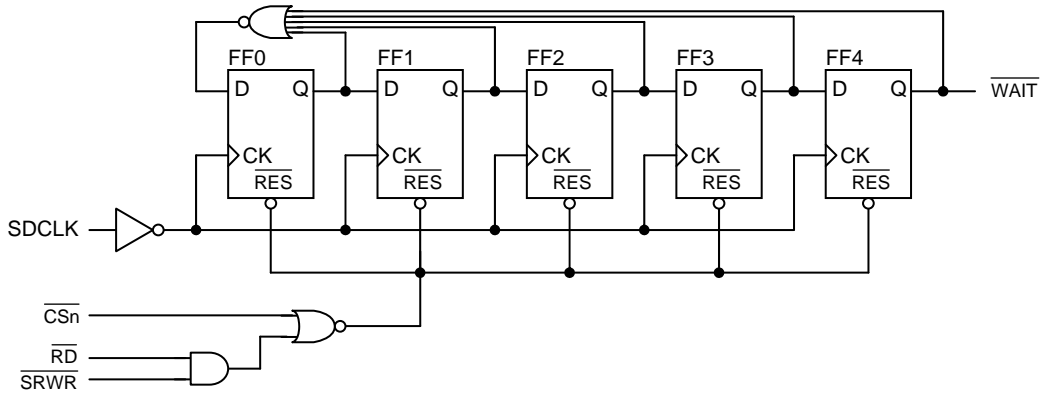 FF0 FF1 FF2 FF3 FF4
D Q D Q D Q D Q D Q
WAIT
CK CK CK CK CK
RES RES RES RES RES
SDCLK
CSn
RD
SRWR